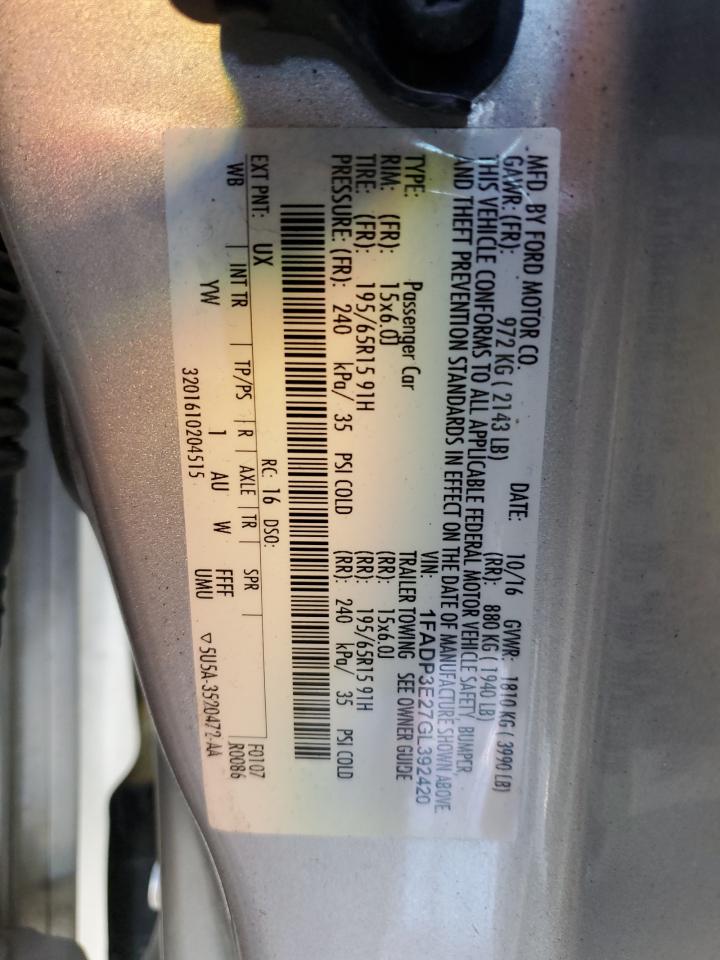 MFD. BY FORD MOTOR CO. DATE: 10/16 GVWR: 1810 KG ( 3990 LB)
GAWR: (FR): 972 KG ( 2143 LB) (RR): 880 KG ( 1940 LB)
THIS VEHICLE CONFORMS TO ALL APPLICABLE FEDERAL MOTOR VEHICLE SAFETY, BUMPER,
AND THEFT PREVENTION STANDARDS IN EFFECT ON THE DATE OF MANUFACTURE SHOWN ABOVE.
VIN: 1FADP3E27GL392420
TYPE: Passenger Car TRAILER TOWING SEE OWNER GUIDE
RIM: (FR): 15x6.0J (RR): 15x6.0J
TIRE: (FR): 195/65R15 91H (RR): 195/65R15 91H
PRESSURE: (FR): 240 kPa/ 35 PSI COLD (RR): 240 kPa/ 35 PSI COLD
EXT PNT: UX RC: 16 DSO: F0107
WB INT TR TP/PS R AXLE TR SPR R0086
YW 1 AU W FFFF
UMU
3201610204515 ▽5U5A-3520472-AA